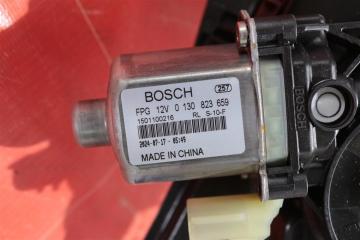 BOSCH 257
FPG 12V 0 130 823 659
1501100216 RL S-10-F
2024-07-17 - 05:49
MADE IN CHINA
BOSCH